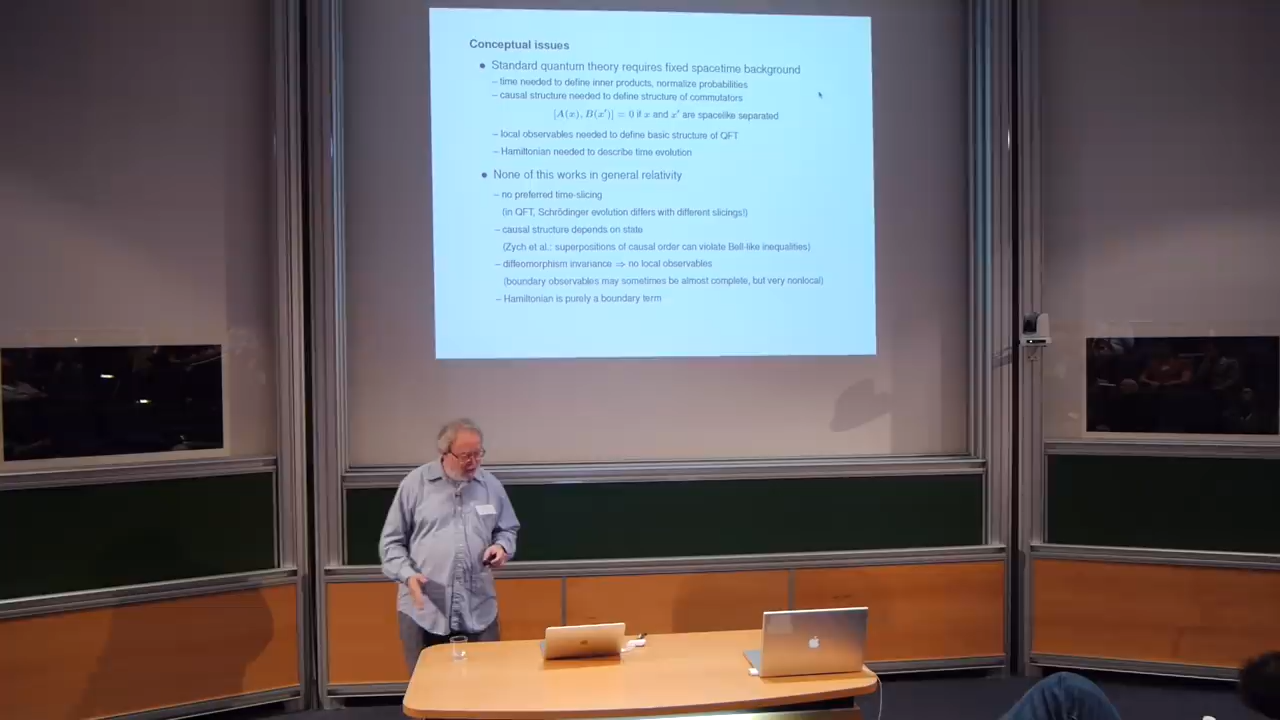 Conceptual issues
• Standard quantum theory requires fixed spacetime background
– time needed to define inner products, normalize probabilities
– causal structure needed to define structure of commutators
[A(x), B(x′)] = 0 if x and x′ are spacelike separated
– local observables needed to define basic structure of QFT
– Hamiltonian needed to describe time evolution
• None of this works in general relativity
– no preferred time-slicing
(in QFT, Schrödinger evolution differs with different slicings!)
– causal structure depends on state
(Zych et al.: superpositions of causal order can violate Bell-like inequalities)
– diffeomorphism invariance ⇒ no local observables
(boundary observables may sometimes be almost complete, but very nonlocal)
– Hamiltonian is purely a boundary term